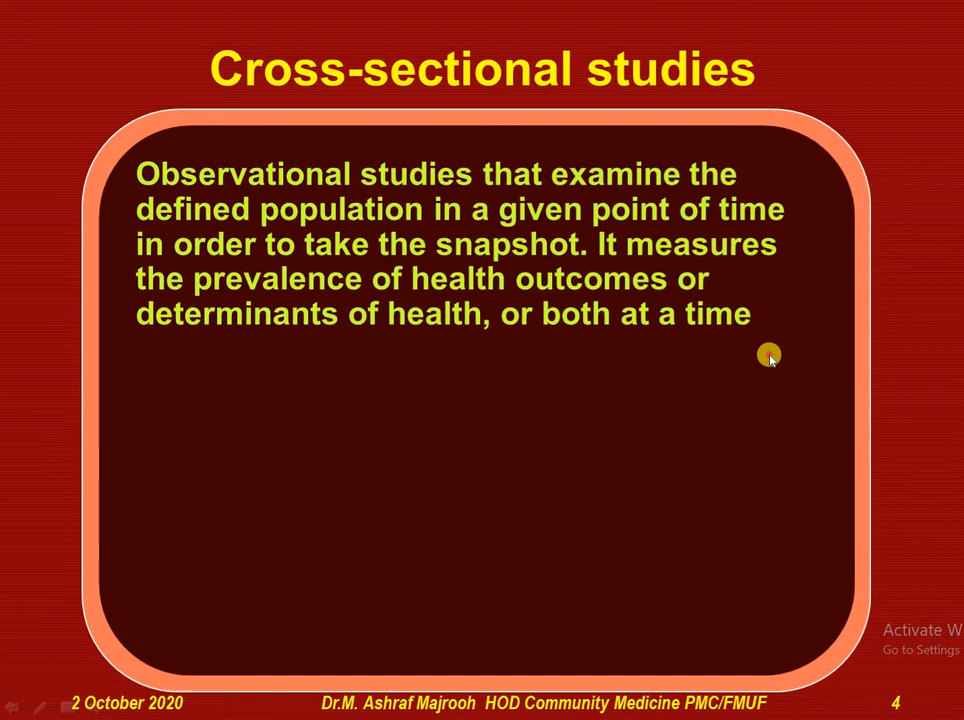 Cross-sectional studies
Observational studies that examine the
defined population in a given point of time
in order to take the snapshot. It measures
the prevalence of health outcomes or
determinants of health, or both at a time
Activate W
Go to Settings
2 October 2020
Dr.M. Ashraf Majrooh HOD Community Medicine PMC/FMUF
4